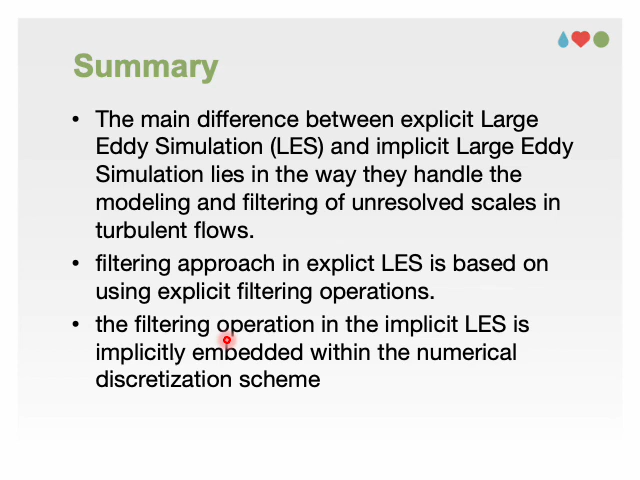 Summary
• The main difference between explicit Large
Eddy Simulation (LES) and implicit Large Eddy
Simulation lies in the way they handle the
modeling and filtering of unresolved scales in
turbulent flows.
• filtering approach in explict LES is based on
using explicit filtering operations.
• the filtering operation in the implicit LES is
implicitly embedded within the numerical
discretization scheme